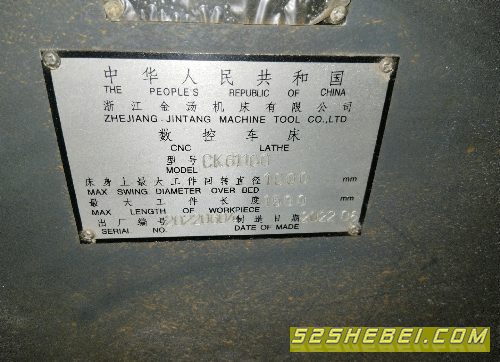 中华人民共和国
THE PEOPLE'S REPUBLIC OF CHINA
浙江金汤机床有限公司
ZHEJIANG JINTANG MACHINE TOOL CO.,LTD
数控车床
CNC LATHE
型号
MODEL
床身上最大工件回转直径 1000 mm
MAX SWING DIAMETER OVER BED
最大工件长度 mm
MAX LENGTH OF WORKPIECE
出厂编号 制造日期 2022.06
SERIAL NO. DATE OF MADE
52SHEBEI.COM